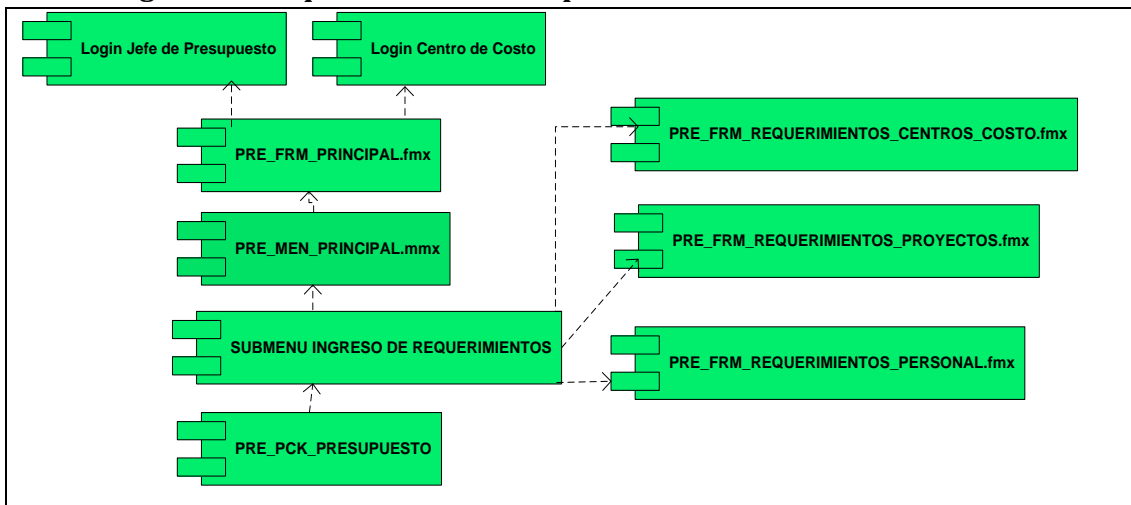 Login Jefe de Presupuesto
Login Centro de Costo
PRE_FRM_PRINCIPAL.fmx
PRE_FRM_REQUERIMIENTOS_CENTROS_COSTO.fmx
PRE_MEN_PRINCIPAL.mmx
PRE_FRM_REQUERIMIENTOS_PROYECTOS.fmx
SUBMENU INGRESO DE REQUERIMIENTOS
PRE_FRM_REQUERIMIENTOS_PERSONAL.fmx
PRE_PCK_PRESUPUESTO